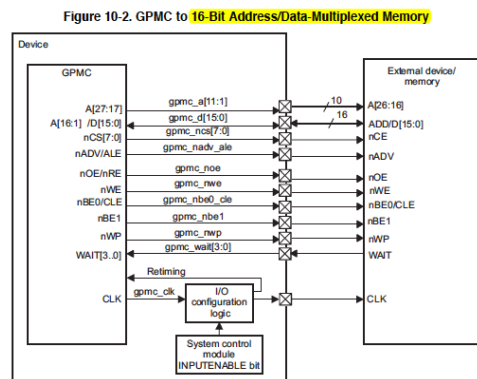 Figure 10-2. GPMC to 16-Bit Address/Data-Multiplexed Memory
Device
GPMC
External device/
memory
A[27:17]
gpmc_a[11:1]
10
A[26:16]
A[16:1] /D[15:0]
gpmc_d[15:0]
16
ADD/D[15:0]
nCS[7:0]
gpmc_ncs[7:0]
nCE
nADV/ALE
gpmc_nadv_ale
nADV
nOE/nRE
gpmc_noe
nOE
nWE
gpmc_nwe
nWE
nBE0/CLE
gpmc_nbe0_cle
nBE0/CLE
nBE1
gpmc_nbe1
nBE1
nWP
gpmc_nwp
nWP
WAIT[3..0]
gpmc_wait[3:0]
WAIT
Retiming
CLK
gpmc_clk
I/O
configuration
logic
CLK
System control
module
INPUTENABLE bit